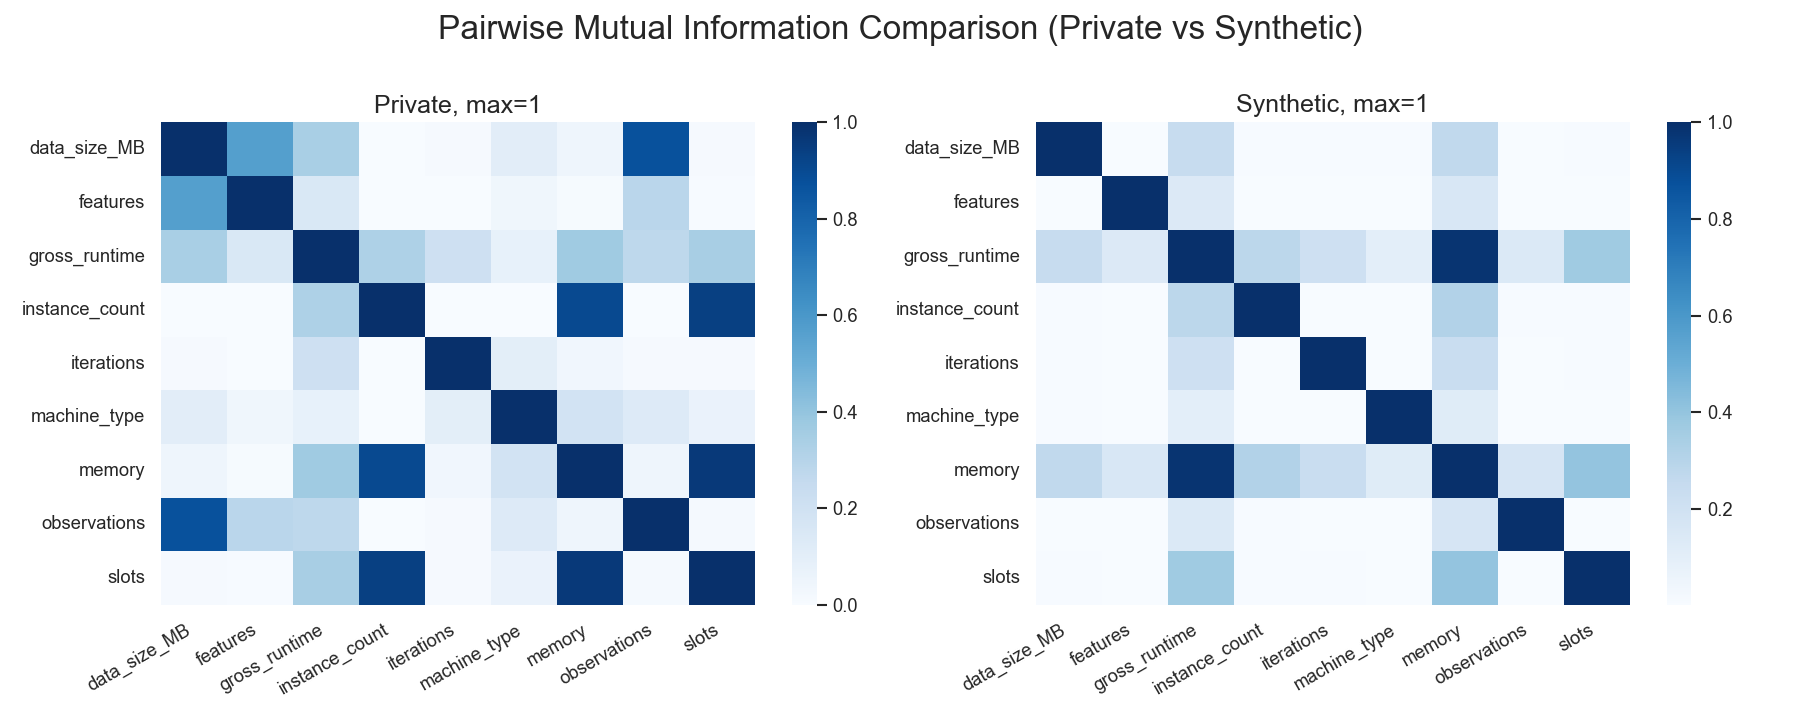 Pairwise Mutual Information Comparison (Private vs Synthetic)
Private, max=1
data_size_MB
features
gross_runtime
instance_count
iterations
machine_type
memory
observations
slots
data_size_MB
features
gross_runtime
instance_count
iterations
machine_type
memory
observations
slots
1.0
0.8
0.6
0.4
0.2
0.0
Synthetic, max=1
data_size_MB
features
gross_runtime
instance_count
iterations
machine_type
memory
observations
slots
data_size_MB
features
gross_runtime
instance_count
iterations
machine_type
memory
observations
slots
1.0
0.8
0.6
0.4
0.2